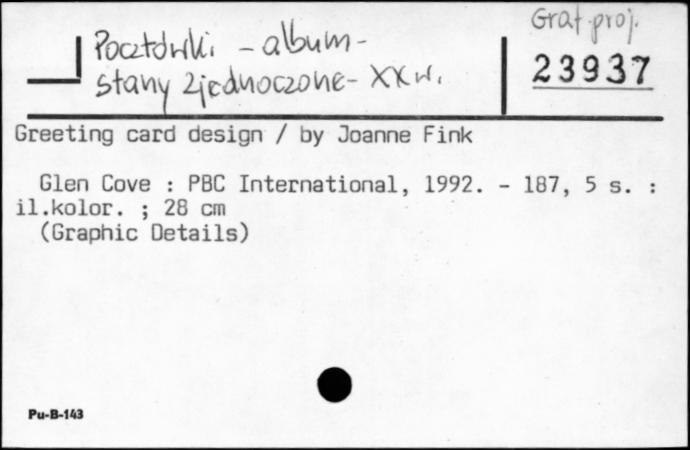 Graf. proj.
Pocztówki - album -
23937
stany zjednoczone - XX w.
Greeting card design / by Joanne Fink
Glen Cove : PBC International, 1992. - 187, 5 s. :
il.kolor. ; 28 cm
(Graphic Details)
Pu-B-143